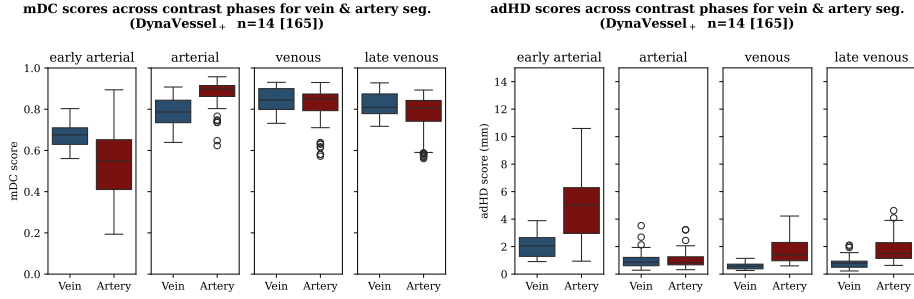 mDC scores across contrast phases for vein & artery seg.
(DynaVessel+ n=14 [165])
early arterial
arterial
venous
late venous
mDC score
1.0
0.8
0.6
0.4
0.2
0.0
Vein Artery
Vein Artery
Vein Artery
Vein Artery
adHD scores across contrast phases for vein & artery seg.
(DynaVessel+ n=14 [165])
early arterial
arterial
venous
late venous
adHD score (mm)
14
12
10
8
6
4
2
0
Vein Artery
Vein Artery
Vein Artery
Vein Artery